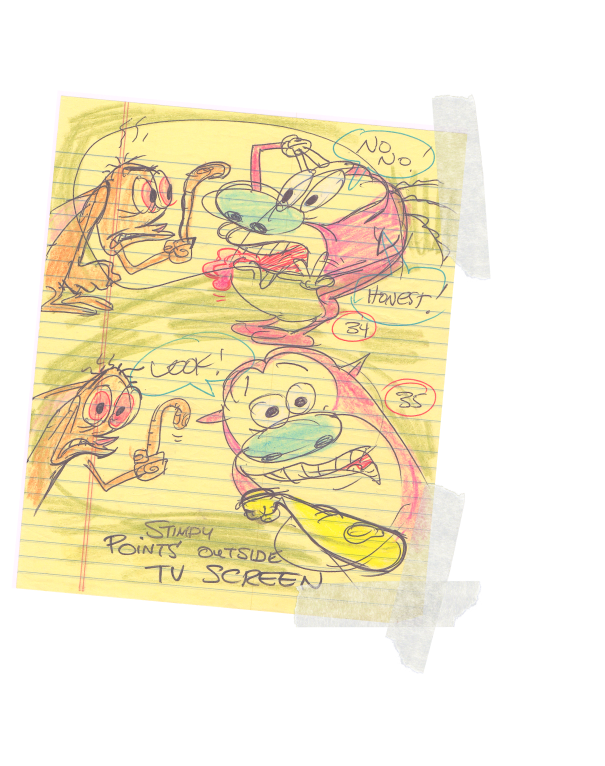 NO,
NO!
HONEST!
34
LOOK!
35
STIMPY
POINTS OUTSIDE
TV SCREEN